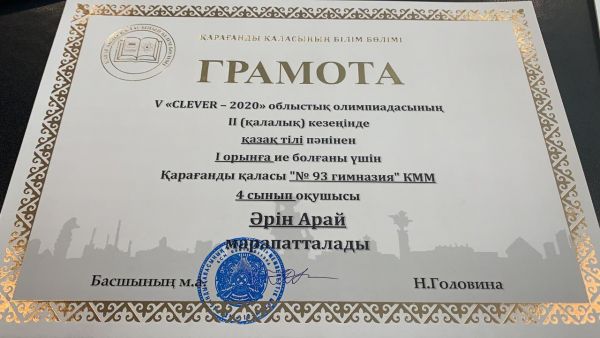 ҚАРАҒАНДЫ ҚАЛАСЫНЫҢ БІЛІМ БӨЛІМІ
ГРАМОТА
V «CLEVER – 2020» облыстық олимпиадасының
ІІ (қалалық) кезеңінде
қазақ тілі пәнінен
І орынға ие болғаны үшін
Қарағанды қаласы "№ 93 гимназия" КММ
4 сынып оқушысы
Әрін Арай
марапатталады
Басшының м.а.
Н.Головина